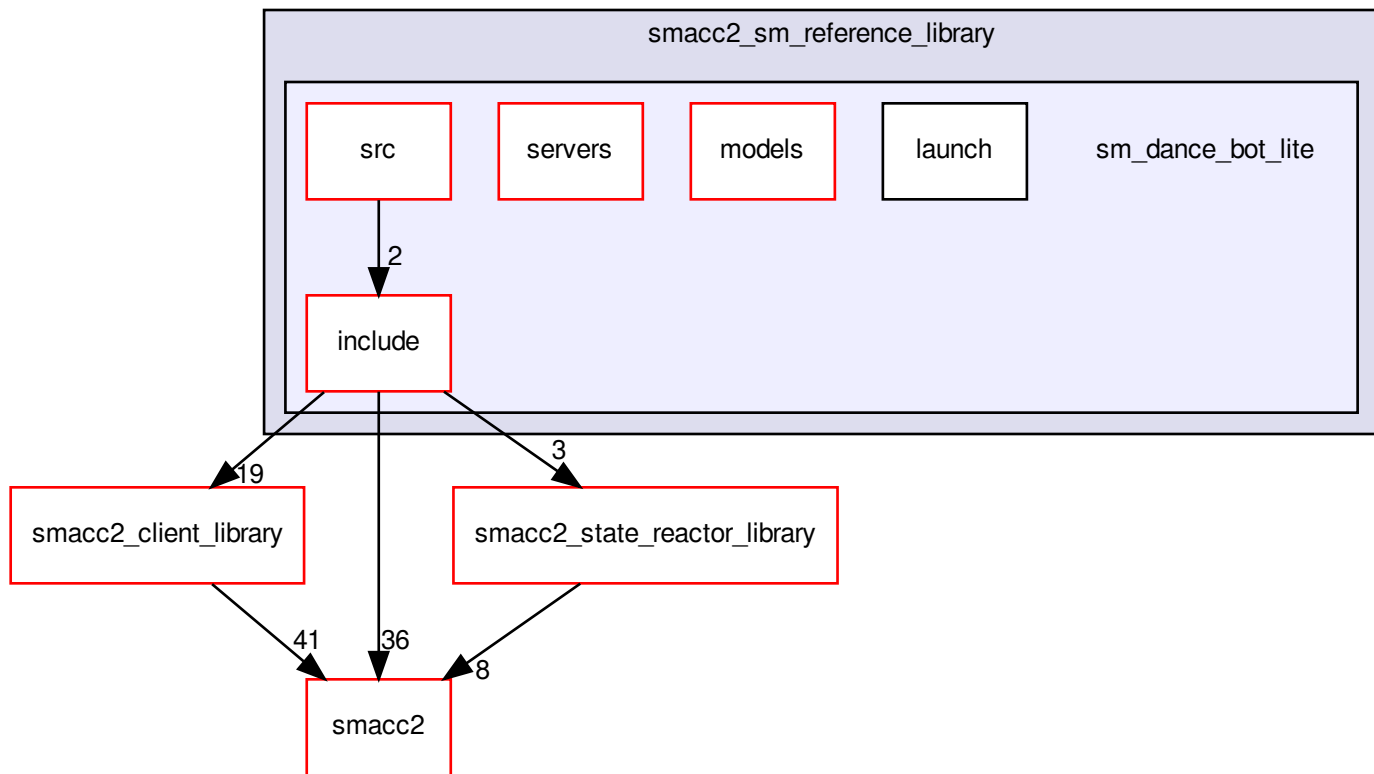 smacc2_sm_reference_library
src
servers
models
launch
sm_dance_bot_lite
2
include
19
3
smacc2_client_library
smacc2_state_reactor_library
41
36
8
smacc2